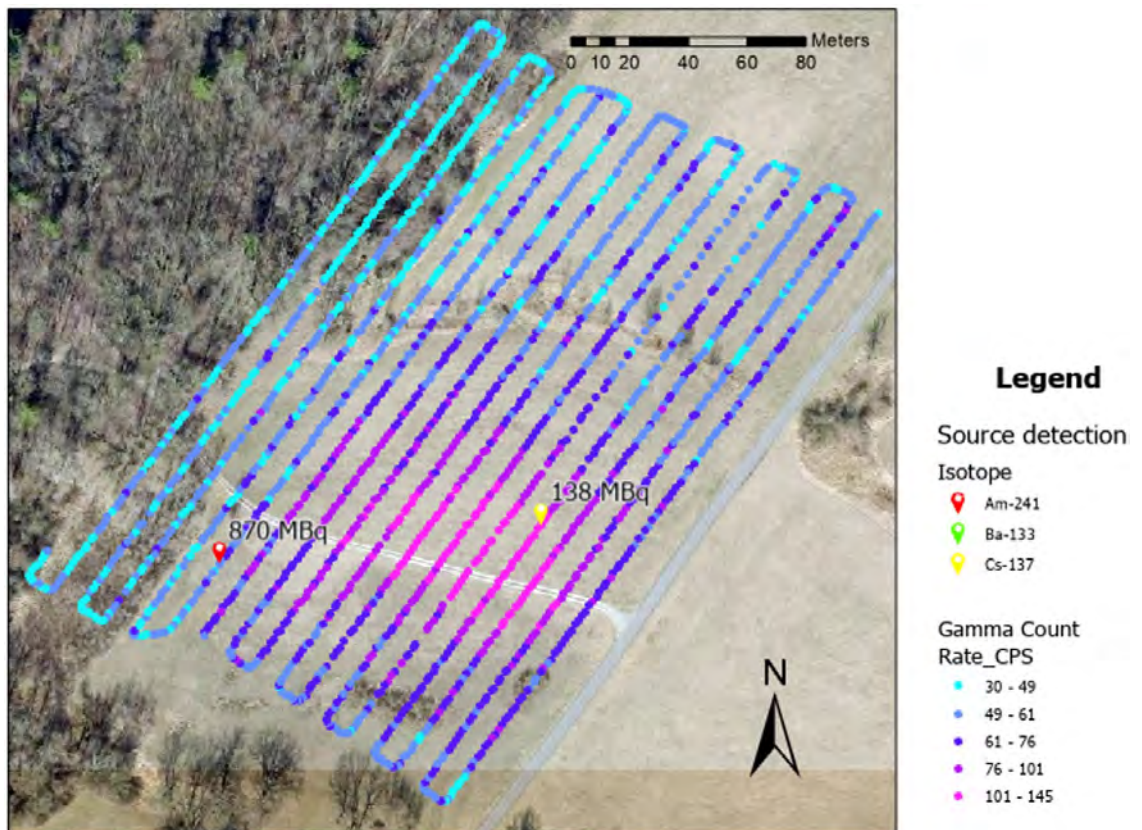 Meters
0 10 20 40 60 80
138 MBq
870 MBq
N
Legend
Source detection
Isotope
Am-241
Ba-133
Cs-137
Gamma Count
Rate_CPS
30 - 49
49 - 61
61 - 76
76 - 101
101 - 145